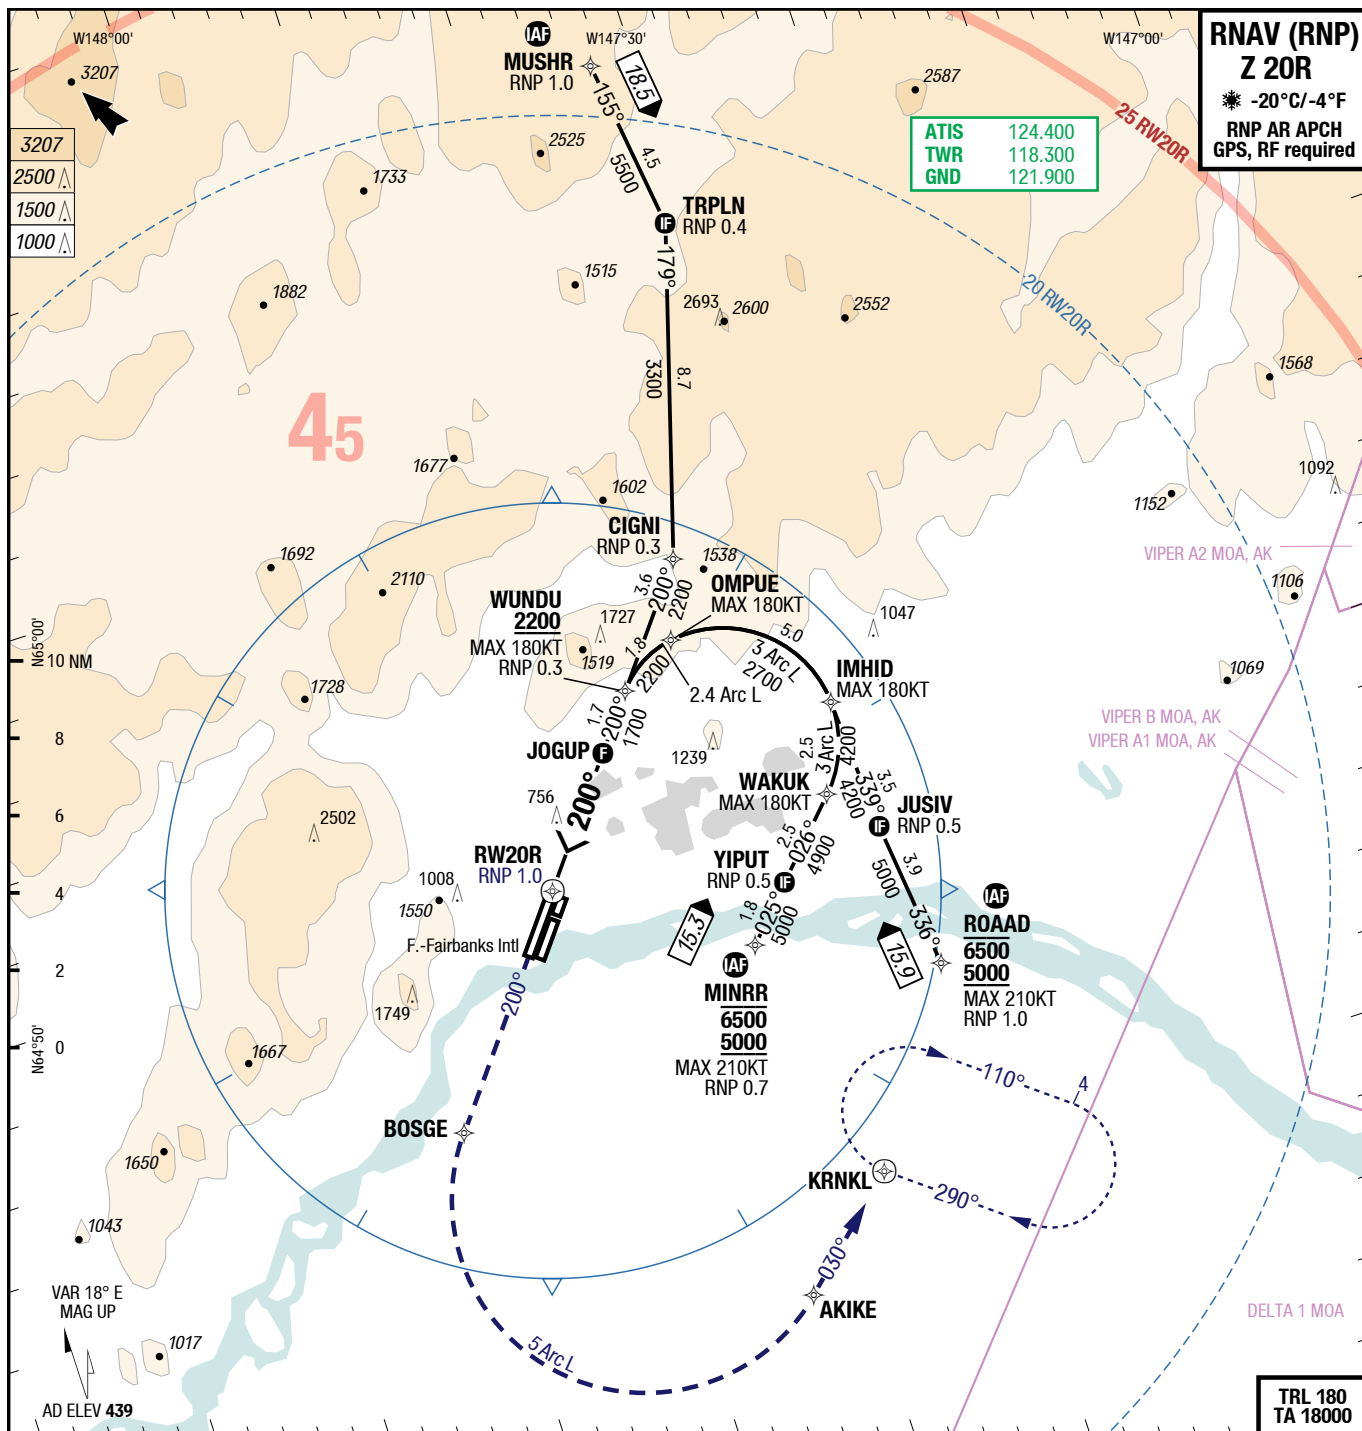 W148°00'
W147°30'
W147°00'
RNAV (RNP)
Z 20R
-20°C/-4°F
RNP AR APCH
GPS, RF required
IAF
MUSHR
RNP 1.0
18.5
155°
4.5
5500
3207
3207
2500
1500
1000
2587
2525
1733
ATIS 124.400
TWR 118.300
GND 121.900
25 RW20R
20 RW20R
IF
TRPLN
RNP 0.4
179°
1515
1882
2693
2600
2552
1568
3300
8.7
45
1677
1602
1092
1152
CIGNI
RNP 0.3
1538
VIPER A2 MOA, AK
1692
2110
3.6
200°
2200
OMPUE
MAX 180KT
WUNDU
2200
MAX 180KT
RNP 0.3
1727
1519
1.8
2200
5.0
3 Arc L
2700
1047
1106
N65°00'
10 NM
8
6
4
2
0
N64°50'
2.4 Arc L
IMHID
MAX 180KT
1069
1728
1.7
200°
1700
JOGUP
F
1239
2.5
3 Arc L
4200
VIPER B MOA, AK
VIPER A1 MOA, AK
WAKUK
MAX 180KT
3.5
339°
4200
JUSIV
RNP 0.5
IF
756
200°
2502
RW20R
RNP 1.0
YIPUT
RNP 0.5
IF
2.5
026°
4900
3.9
5000
336°
1008
1550
F.-Fairbanks Intl
15.3
1.8
025°
5000
15.9
IAF
ROAAD
6500
5000
MAX 210KT
RNP 1.0
IAF
MINRR
6500
5000
MAX 210KT
RNP 0.7
1749
200°
1667
110°
4
BOSGE
1650
KRNKL
290°
1043
030°
VAR 18° E
MAG UP
AKIKE
DELTA 1 MOA
1017
5 Arc L
AD ELEV 439
TRL 180
TA 18000